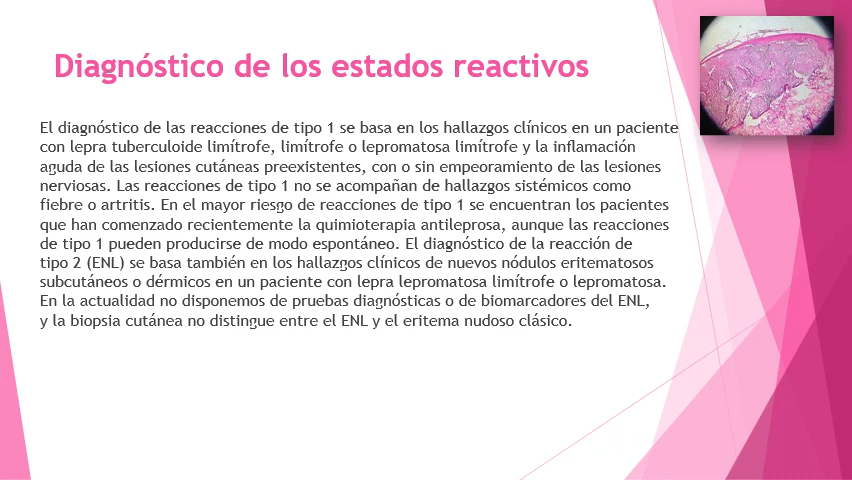 Diagnóstico de los estados reactivos
El diagnóstico de las reacciones de tipo 1 se basa en los hallazgos clínicos en un paciente
con lepra tuberculoide limítrofe, limítrofe o lepromatosa limítrofe y la inflamación
aguda de las lesiones cutáneas preexistentes, con o sin empeoramiento de las lesiones
nerviosas. Las reacciones de tipo 1 no se acompañan de hallazgos sistémicos como
fiebre o artritis. En el mayor riesgo de reacciones de tipo 1 se encuentran los pacientes
que han comenzado recientemente la quimioterapia antileprosa, aunque las reacciones
de tipo 1 pueden producirse de modo espontáneo. El diagnóstico de la reacción de
tipo 2 (ENL) se basa también en los hallazgos clínicos de nuevos nódulos eritematosos
subcutáneos o dérmicos en un paciente con lepra lepromatosa limítrofe o lepromatosa.
En la actualidad no disponemos de pruebas diagnósticas o de biomarcadores del ENL,
y la biopsia cutánea no distingue entre el ENL y el eritema nudoso clásico.